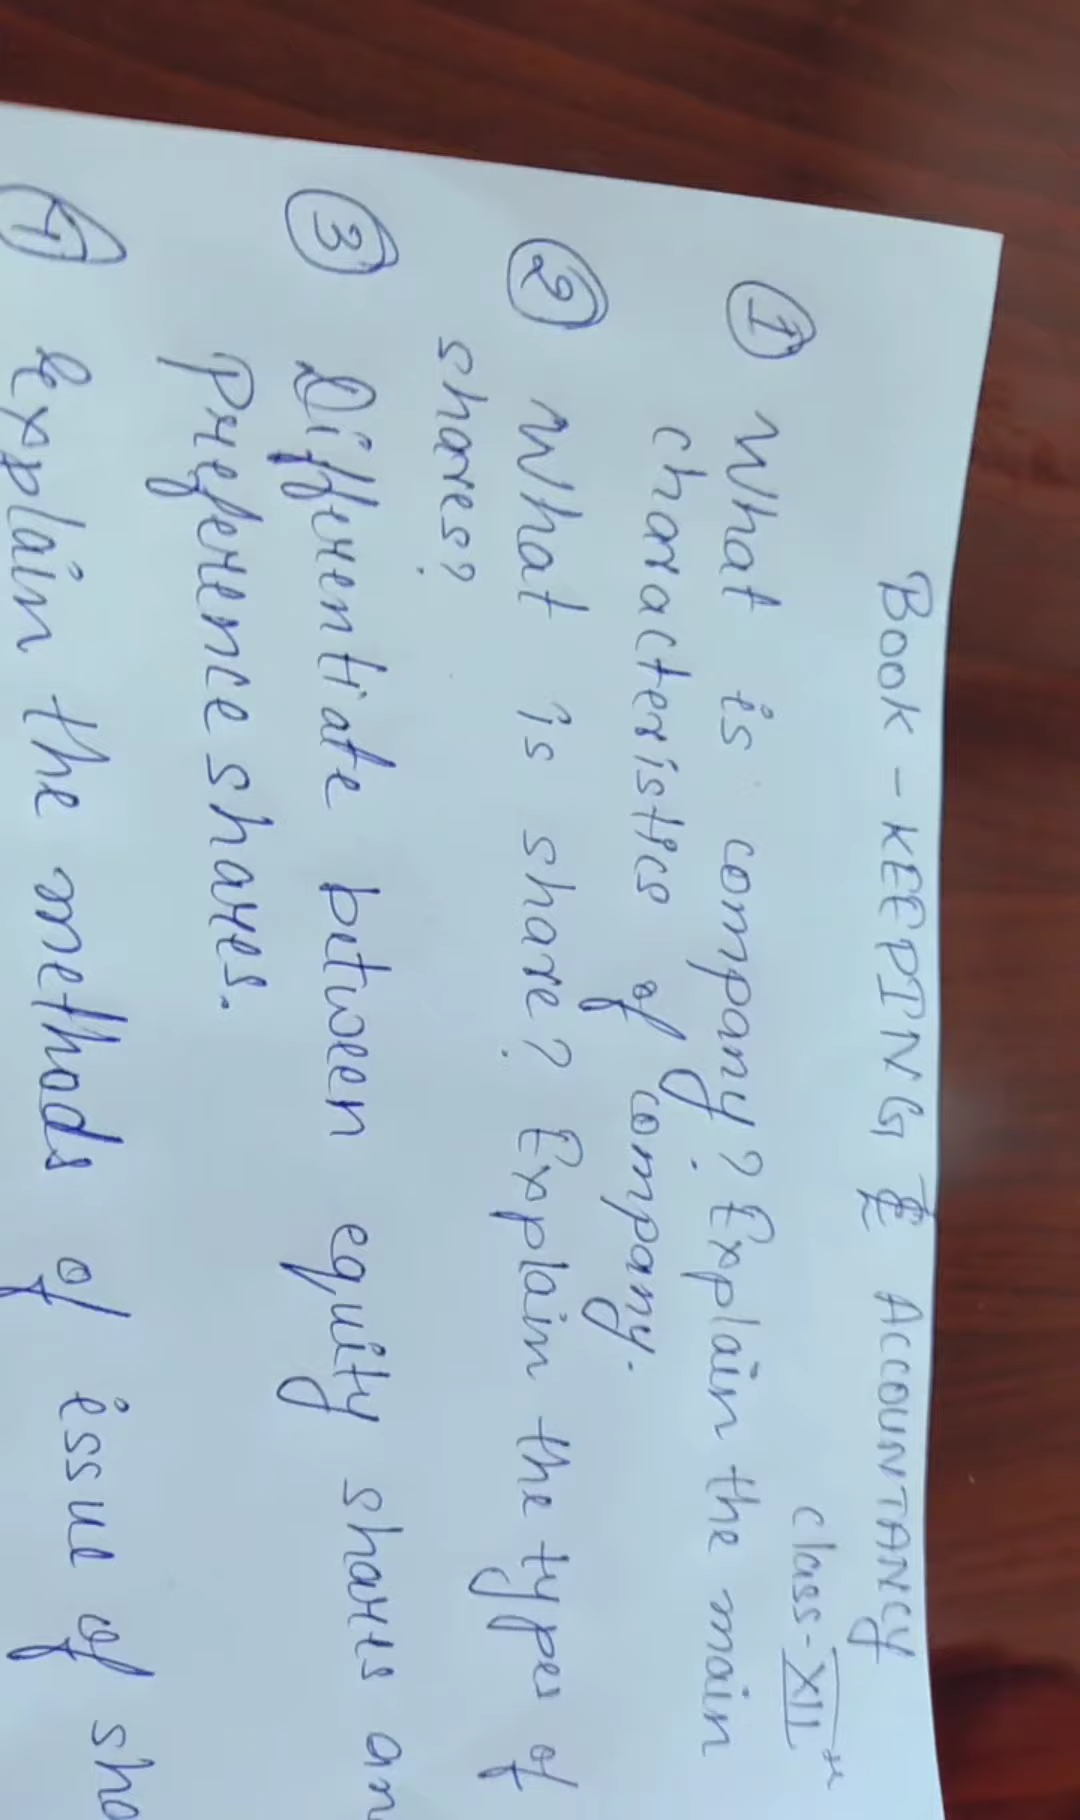 BOOK - KEEPING & ACCOUNTANCY
class - XII th
① What is company? Explain the main
characteristics of company.
② What is share? Explain the types of
shares?
③ Differentiate between equity shares an
Preference shares.
④ Explain the methods of issue of sha